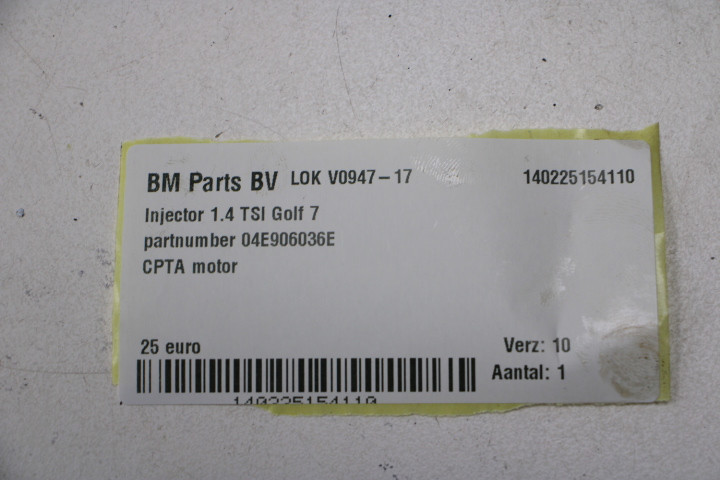 BM Parts BV LOK V0947-17 140225154110
Injector 1.4 TSI Golf 7
partnumber 04E906036E
CPTA motor
25 euro Verz: 10
Aantal: 1
140225154110